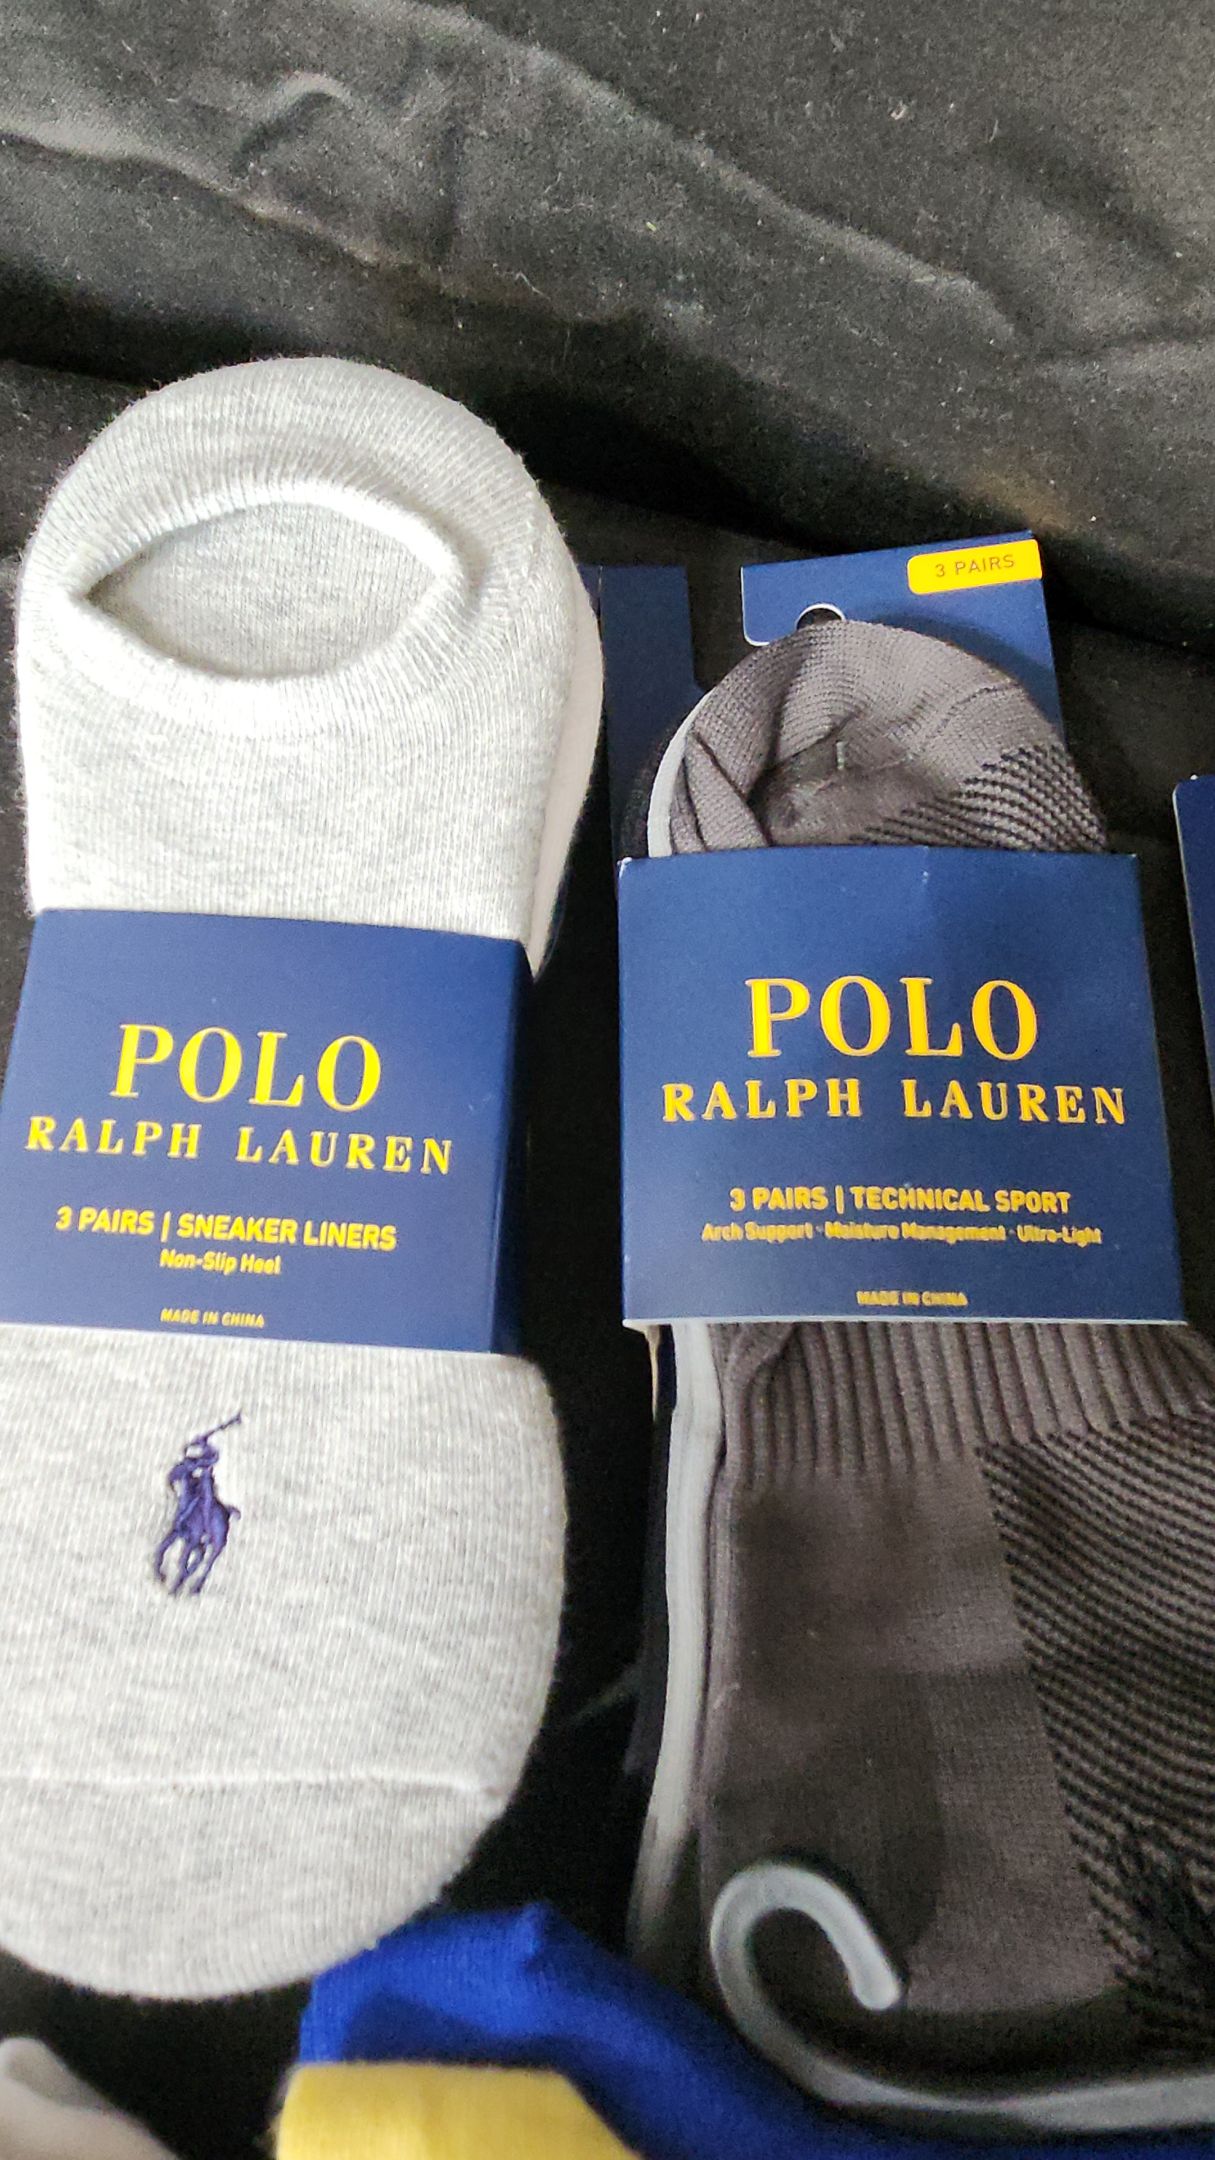 POLO
RALPH LAUREN
3 PAIRS | SNEAKER LINERS
Non-Slip Heel
MADE IN CHINA
3 PAIRS
POLO
RALPH LAUREN
3 PAIRS | TECHNICAL SPORT
Arch Support · Moisture Management · Ultra-Light
MADE IN CHINA